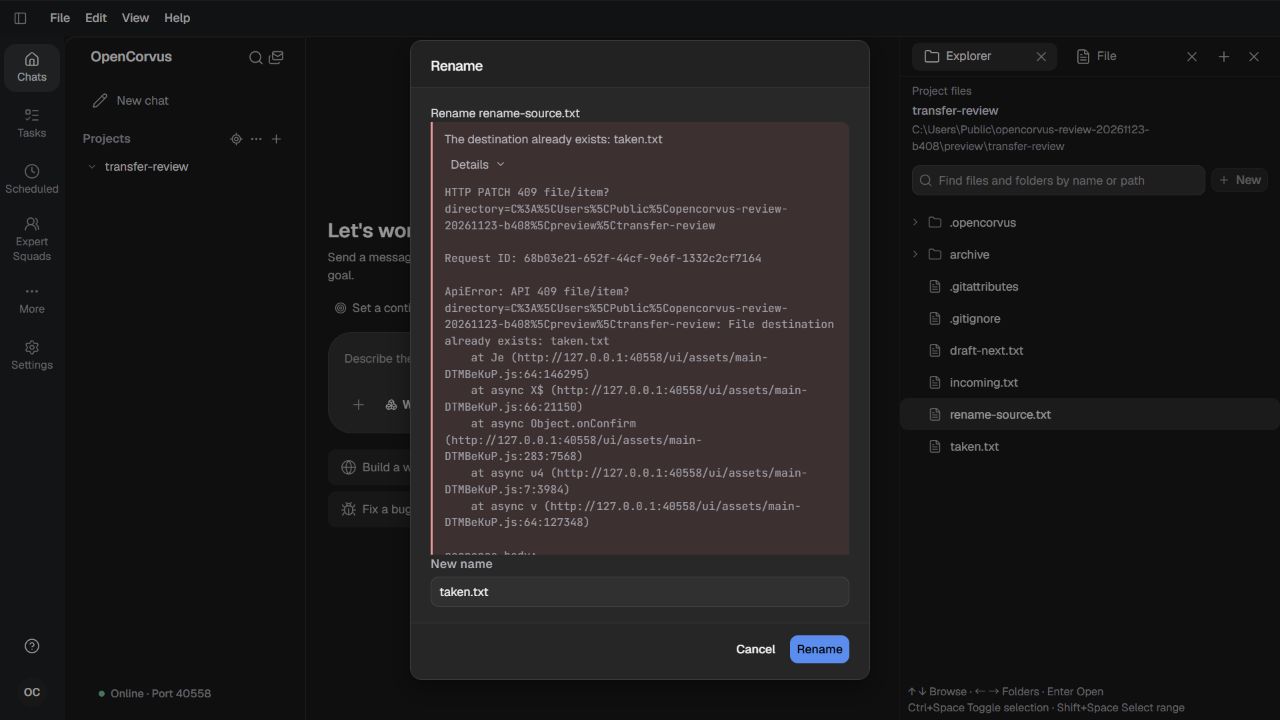 File Edit View Help
Chats
Tasks
Scheduled
Expert
Squads
More
Settings
OC
OpenCorvus
New chat
Projects
transfer-review
Online · Port 40558
Let's wor
Send a messag
goal.
Set a conti
Describe the
W
Build a w
Fix a bug
Rename
Rename rename-source.txt
The destination already exists: taken.txt
Details
HTTP PATCH 409 file/item?
directory=C%3A%5CUsers%5CPublic%5Copencorvus-review-
20261123-b408%5Cpreview%5Ctransfer-review
Request ID: 68b03e21-652f-44cf-9e6f-1332c2cf7164
ApiError: API 409 file/item?
directory=C%3A%5CUsers%5CPublic%5Copencorvus-review-
20261123-b408%5Cpreview%5Ctransfer-review: File destination
already exists: taken.txt
at Je (http://127.0.0.1:40558/ui/assets/main-
DTMBeKuP.js:64:146295)
at async X$ (http://127.0.0.1:40558/ui/assets/main-
DTMBeKuP.js:66:21150)
at async Object.onConfirm
(http://127.0.0.1:40558/ui/assets/main-
DTMBeKuP.js:283:7568)
at async u4 (http://127.0.0.1:40558/ui/assets/main-
DTMBeKuP.js:7:3984)
at async v (http://127.0.0.1:40558/ui/assets/main-
DTMBeKuP.js:64:127348)
New name
taken.txt
Cancel Rename
Explorer File
Project files
transfer-review
C:\Users\Public\opencorvus-review-20261123-
b408\preview\transfer-review
Find files and folders by name or path
New
.opencorvus
archive
.gitattributes
.gitignore
draft-next.txt
incoming.txt
rename-source.txt
taken.txt
↑ ↓ Browse · ← → Folders · Enter Open
Ctrl+Space Toggle selection · Shift+Space Select range